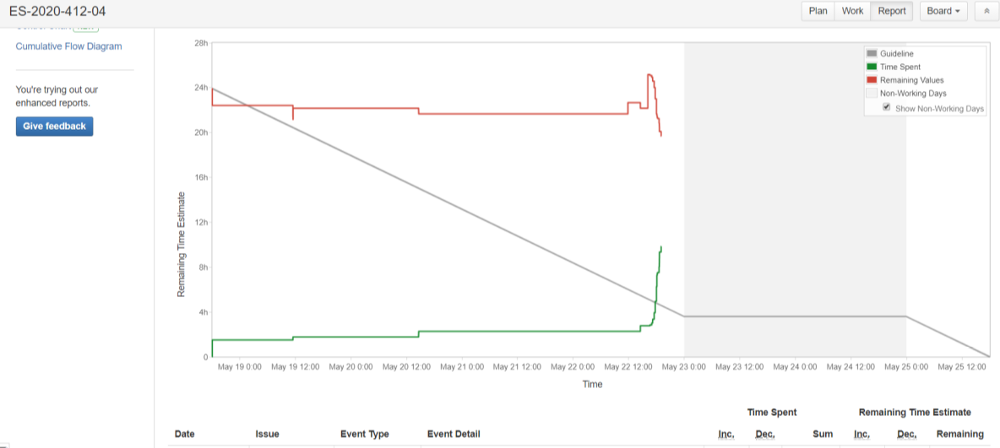 ES-2020-412-04
Plan Work Report Board
Cumulative Flow Diagram
You're trying out our
enhanced reports.
Give feedback
28h
24h
20h
16h
12h
8h
4h
0
Remaining Time Estimate
Guideline
Time Spent
Remaining Values
Non-Working Days
Show Non-Working Days
May 19 0:00 May 19 12:00 May 20 0:00 May 20 12:00 May 21 0:00 May 21 12:00 May 22 0:00 May 22 12:00 May 23 0:00 May 23 12:00 May 24 0:00 May 24 12:00 May 25 0:00 May 25 12:00
Time
Time Spent Remaining Time Estimate
Date Issue Event Type Event Detail Inc. Dec. Sum Inc. Dec. Remaining